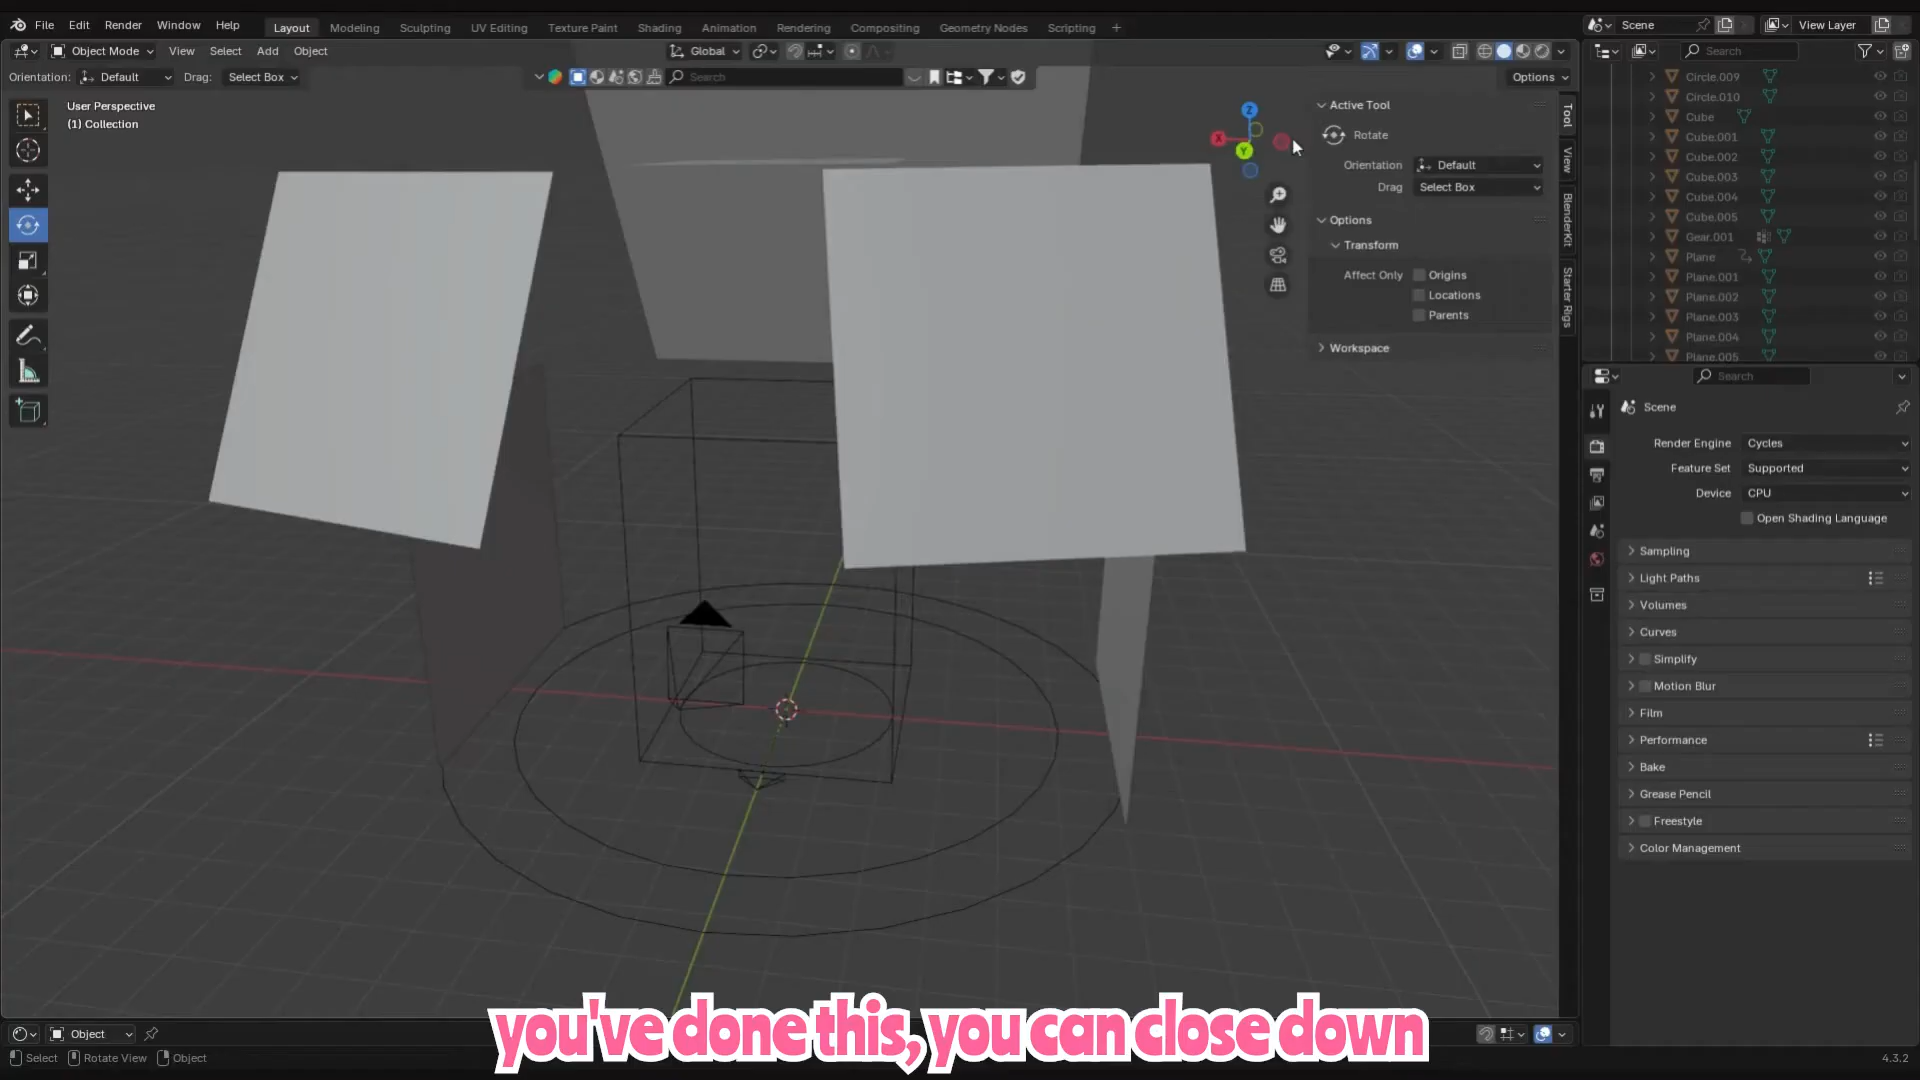 File Edit Render Window Help Layout Modeling Sculpting UV Editing Texture Paint Shading Animation Rendering Compositing Geometry Nodes Scripting + Scene View Layer
Object Mode View Select Add Object Global Search
Orientation: Default Drag: Select Box Search Options
User Perspective
(1) Collection
Z
X
Y
Active Tool
Rotate
Orientation Default
Drag Select Box
Options
Transform
Affect Only Origins
Locations
Parents
Workspace
Tool
View
BlenderKit
Starter Rigs
Circle.009
Circle.010
Cube
Cube.001
Cube.002
Cube.003
Cube.004
Cube.005
Gear.001
Plane
Plane.001
Plane.002
Plane.003
Plane.004
Plane.005
Search
Scene
Render Engine Cycles
Feature Set Supported
Device CPU
Open Shading Language
Sampling
Light Paths
Volumes
Curves
Simplify
Motion Blur
Film
Performance
Bake
Grease Pencil
Freestyle
Color Management
you've done this, you can close down
Object
Select Rotate View Object 4.3.2